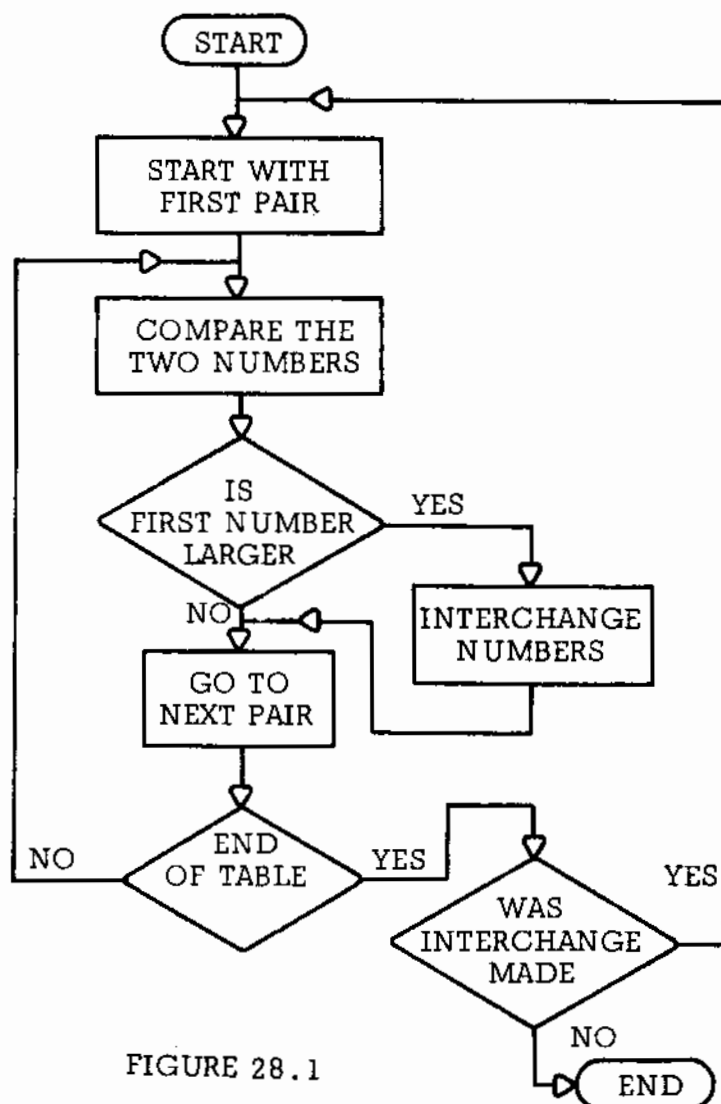 START
START WITH
FIRST PAIR
COMPARE THE
TWO NUMBERS
IS
FIRST NUMBER
LARGER
YES
NO
INTERCHANGE
NUMBERS
GO TO
NEXT PAIR
END
OF TABLE
NO
YES
WAS
INTERCHANGE
MADE
YES
NO
END
FIGURE 28.1